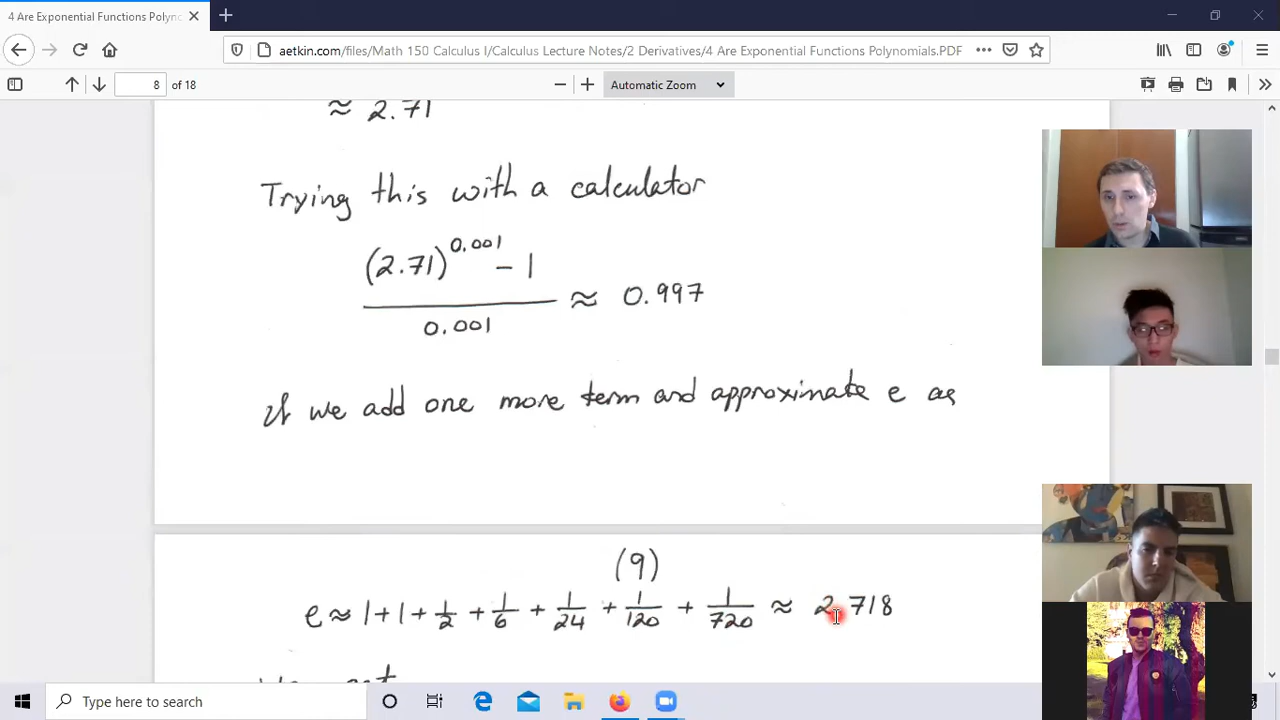 4 Are Exponential Functions Polync
aetkin.com/files/Math 150 Calculus I/Calculus Lecture Notes/2 Derivatives/4 Are Exponential Functions Polynomials.PDF
8 of 18
Automatic Zoom
≈ 2.71
Trying this with a calculator
(2.71)^0.001 - 1
≈ 0.997
0.001
If we add one more term and approximate e as
(9)
e ≈ 1 + 1 + 1/2 + 1/6 + 1/24 + 1/120 + 1/720 ≈ 2.718
Type here to search